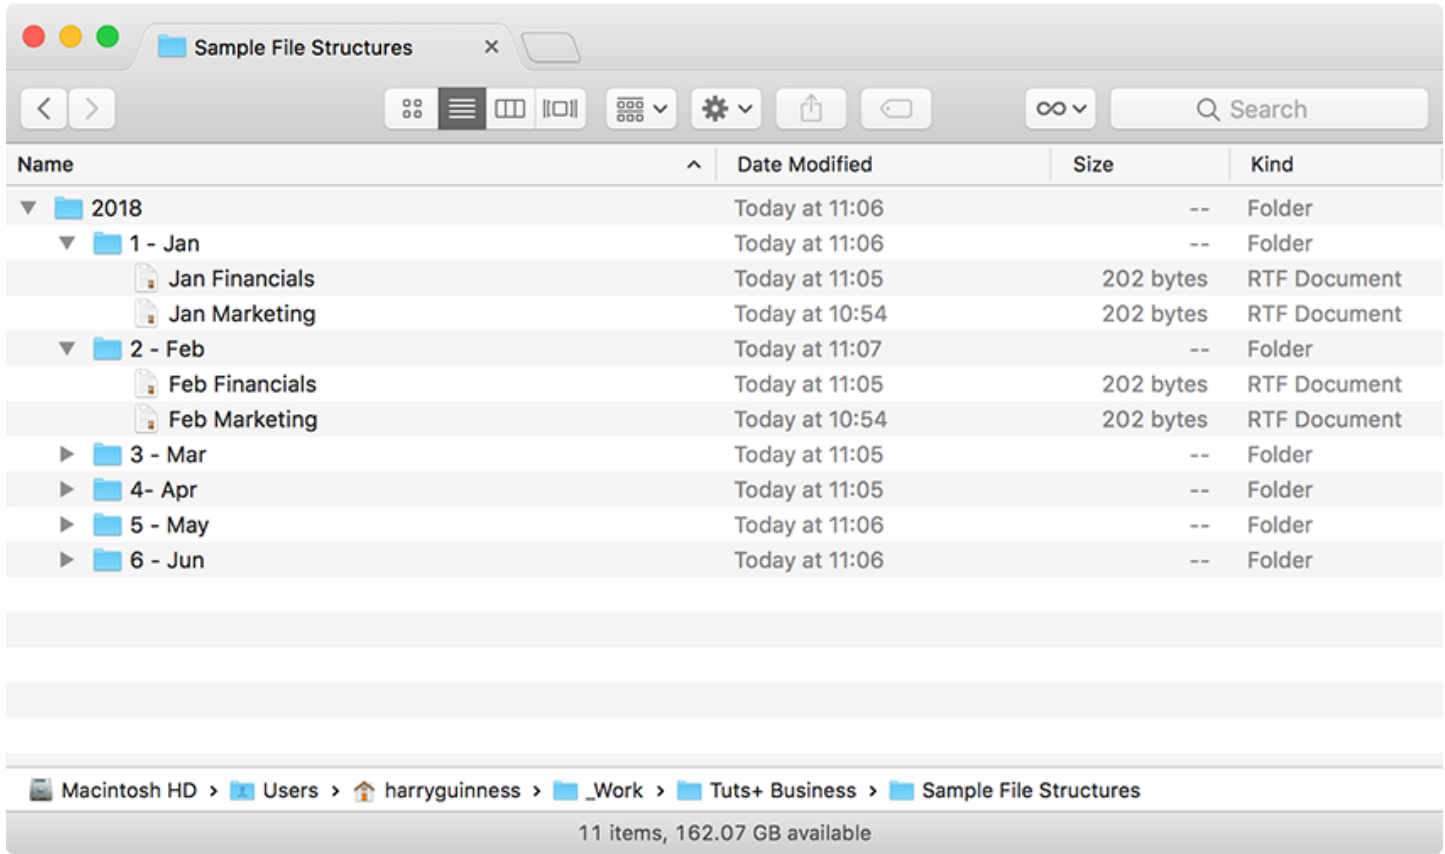 Sample File Structures
Search
Name Date Modified Size Kind
2018 Today at 11:06 -- Folder
1 - Jan Today at 11:06 -- Folder
Jan Financials Today at 11:05 202 bytes RTF Document
Jan Marketing Today at 10:54 202 bytes RTF Document
2 - Feb Today at 11:07 -- Folder
Feb Financials Today at 11:05 202 bytes RTF Document
Feb Marketing Today at 10:54 202 bytes RTF Document
3 - Mar Today at 11:05 -- Folder
4- Apr Today at 11:05 -- Folder
5 - May Today at 11:06 -- Folder
6 - Jun Today at 11:06 -- Folder
Macintosh HD › Users › harryguinness › _Work › Tuts+ Business › Sample File Structures
11 items, 162.07 GB available